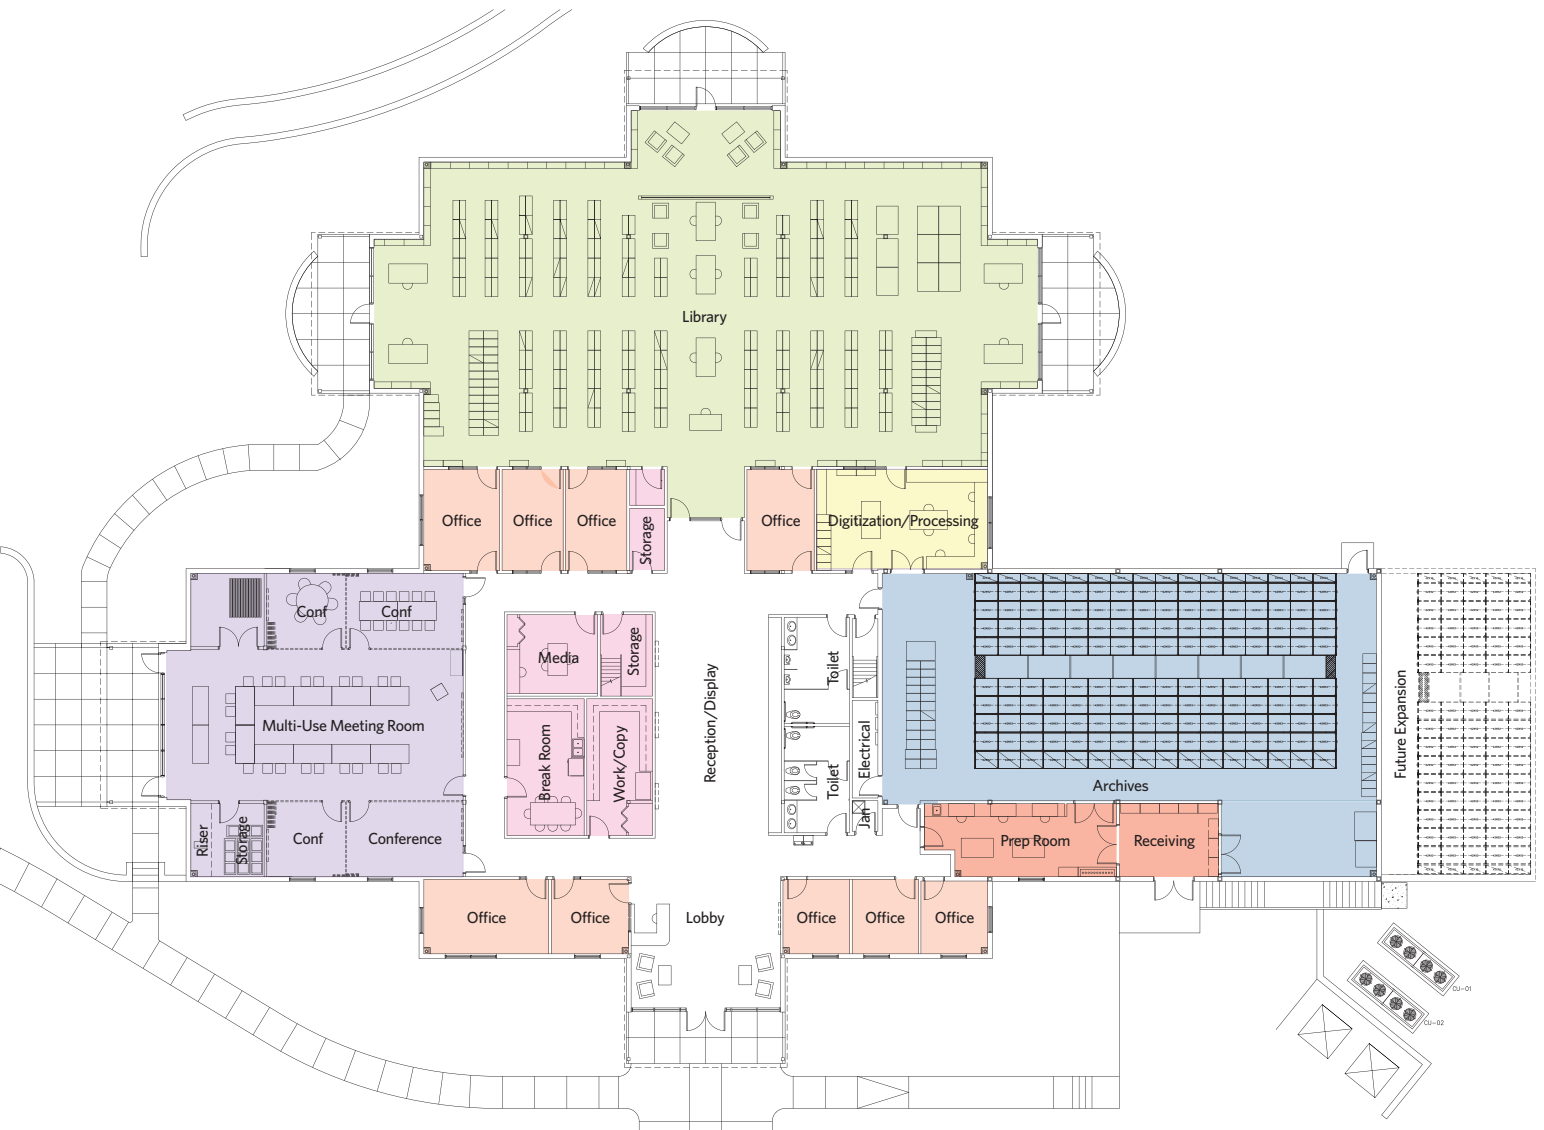 Library
Office
Office
Office
Storage
Office
Digitization/Processing
Conf
Conf
Media
Storage
Toilet
Reception/Display
Future Expansion
Multi-Use Meeting Room
Break Room
Work/Copy
Electrical
Toilet
Archives
Riser
Storage
Conf
Conference
Jan
Prep Room
Receiving
Office
Office
Lobby
Office
Office
Office
CU-01
CU-02